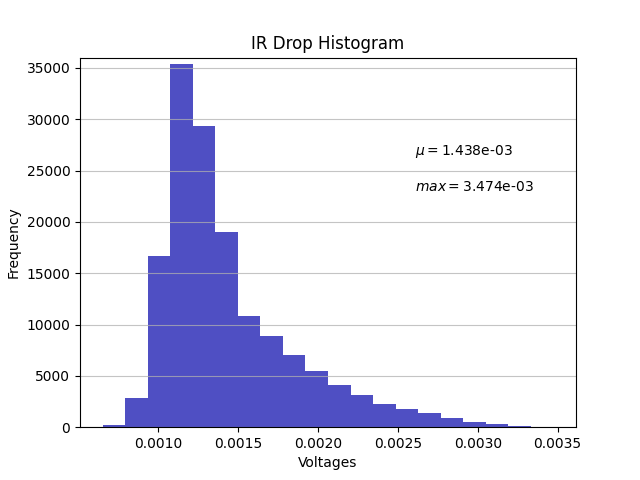 IR Drop Histogram
35000
30000
25000
20000
15000
10000
5000
0
Frequency
μ = 1.438e-03
max = 3.474e-03
0.0010 0.0015 0.0020 0.0025 0.0030 0.0035
Voltages